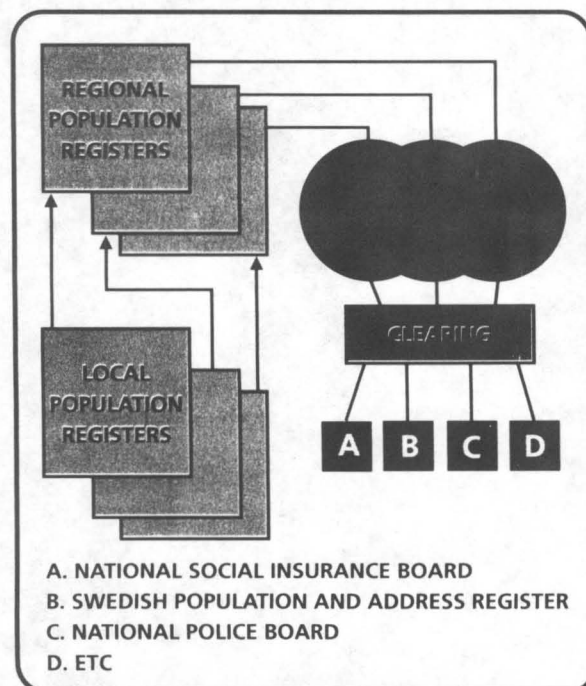 REGIONAL
POPULATION
REGISTERS
CLEARING
LOCAL
POPULATION
REGISTERS
A B C D
A. NATIONAL SOCIAL INSURANCE BOARD
B. SWEDISH POPULATION AND ADDRESS REGISTER
C. NATIONAL POLICE BOARD
D. ETC